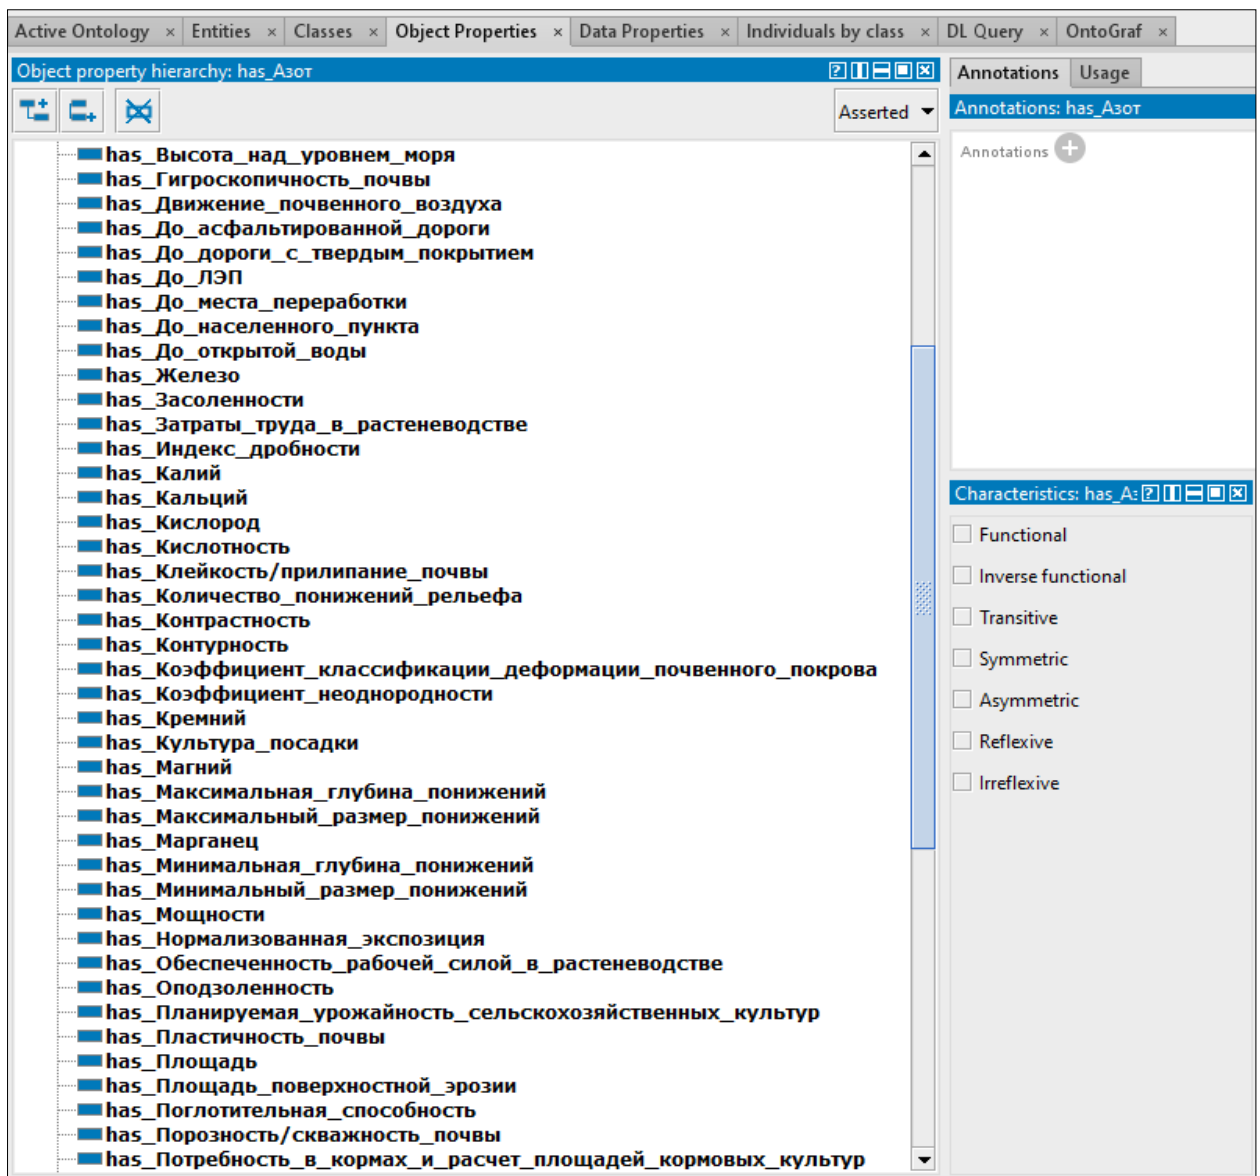 Active Ontology × Entities × Classes × Object Properties × Data Properties × Individuals by class × DL Query × OntoGraf ×
Object property hierarchy: has_Азот
Asserted
has_Высота_над_уровнем_моря
has_Гигроскопичность_почвы
has_Движение_почвенного_воздуха
has_До_асфальтированной_дороги
has_До_дороги_с_твердым_покрытием
has_До_ЛЭП
has_До_места_переработки
has_До_населенного_пункта
has_До_открытой_воды
has_Железо
has_Засоленности
has_Затраты_труда_в_растеневодстве
has_Индекс_дробности
has_Калий
has_Кальций
has_Кислород
has_Кислотность
has_Клейкость/прилипание_почвы
has_Количество_понижений_рельефа
has_Контрастность
has_Контурность
has_Коэффициент_классификации_деформации_почвенного_покрова
has_Коэффициент_неоднородности
has_Кремний
has_Культура_посадки
has_Магний
has_Максимальная_глубина_понижений
has_Максимальный_размер_понижений
has_Марганец
has_Минимальная_глубина_понижений
has_Минимальный_размер_понижений
has_Мощности
has_Нормализованная_экспозиция
has_Обеспеченность_рабочей_силой_в_растеневодстве
has_Оподзоленность
has_Планируемая_урожайность_сельскохозяйственных_культур
has_Пластичность_почвы
has_Площадь
has_Площадь_поверхностной_эрозии
has_Поглотительная_способность
has_Порозность/скважность_почвы
has_Потребность_в_кормах_и_расчет_площадей_кормовых_культур
Annotations Usage
Annotations: has_Азот
Annotations
Characteristics: has_Аз
Functional
Inverse functional
Transitive
Symmetric
Asymmetric
Reflexive
Irreflexive